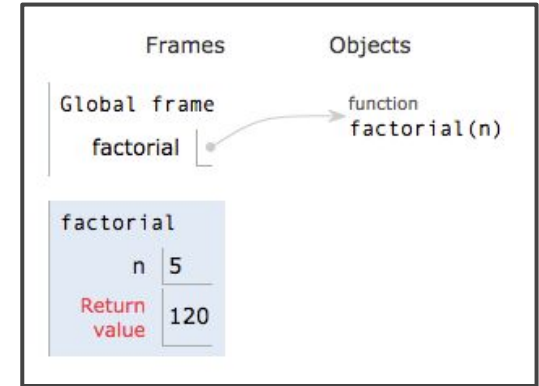 Frames Objects
Global frame
function
factorial(n)
factorial
factorial
n 5
Return
value 120